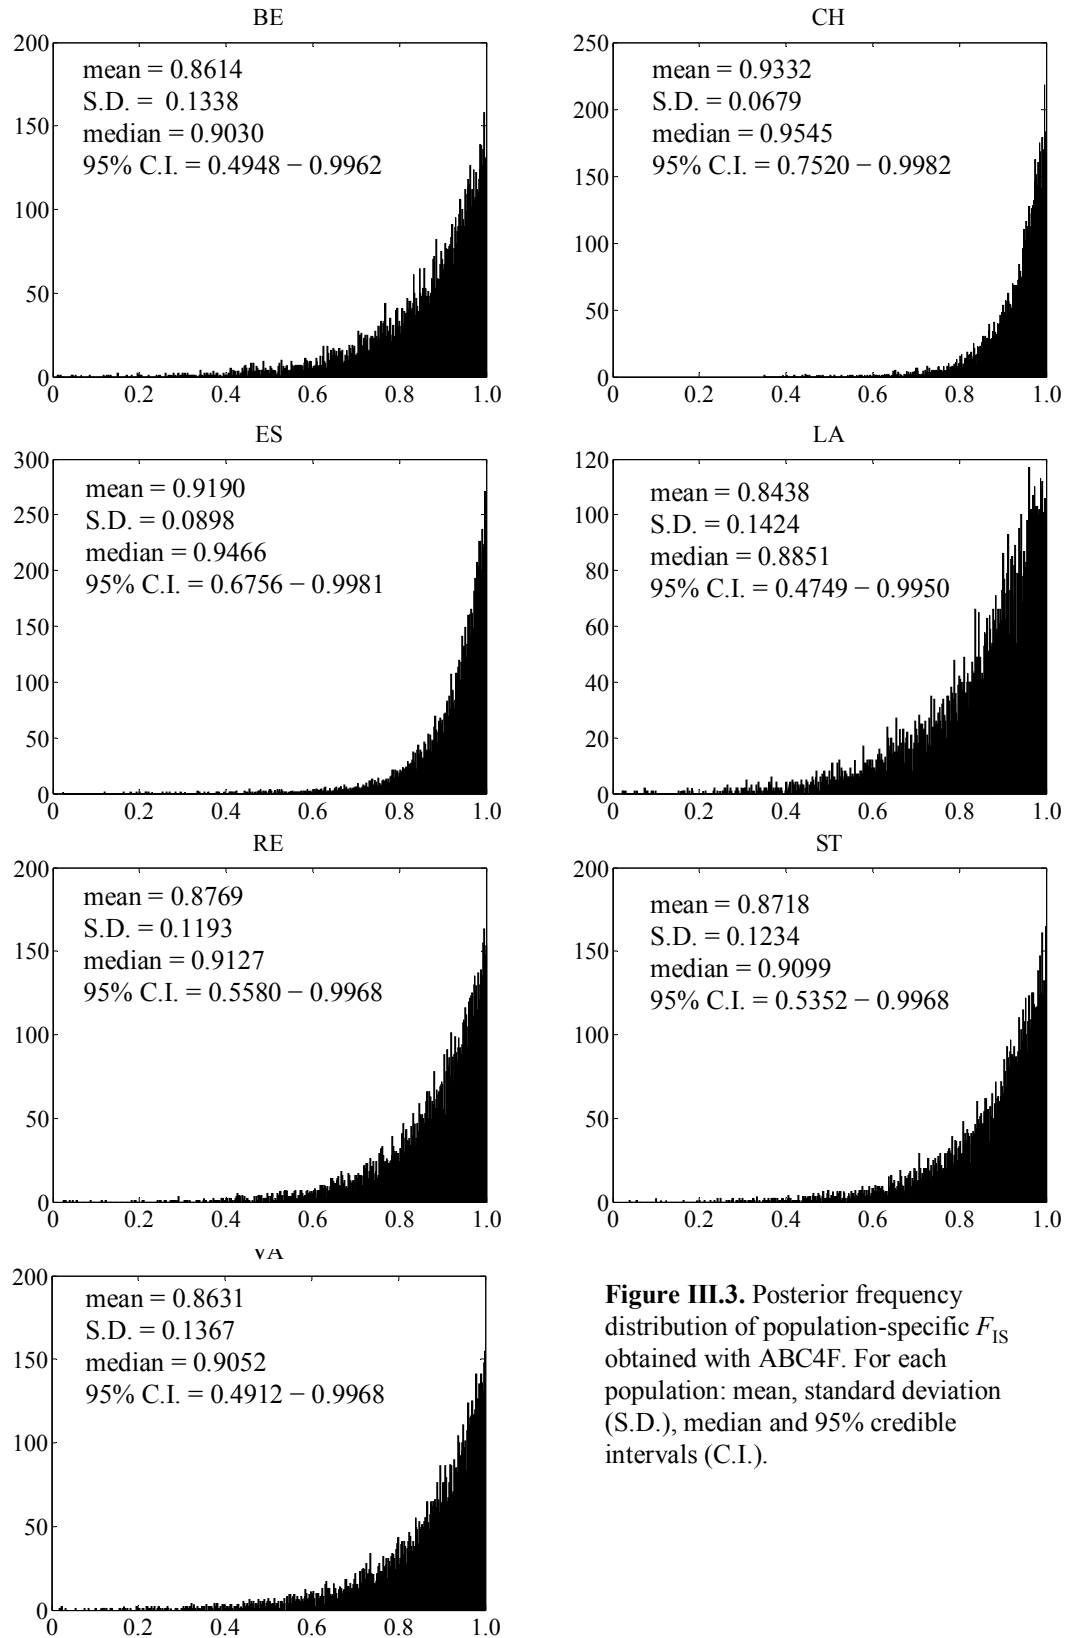 BE
200
150
100
50
0
mean = 0.8614
S.D. = 0.1338
median = 0.9030
95% C.I. = 0.4948 − 0.9962
0 0.2 0.4 0.6 0.8 1.0
CH
250
200
150
100
50
0
mean = 0.9332
S.D. = 0.0679
median = 0.9545
95% C.I. = 0.7520 − 0.9982
0 0.2 0.4 0.6 0.8 1.0
ES
300
250
200
150
100
50
0
mean = 0.9190
S.D. = 0.0898
median = 0.9466
95% C.I. = 0.6756 − 0.9981
0 0.2 0.4 0.6 0.8 1.0
LA
120
100
80
60
40
20
0
mean = 0.8438
S.D. = 0.1424
median = 0.8851
95% C.I. = 0.4749 − 0.9950
0 0.2 0.4 0.6 0.8 1.0
RE
200
150
100
50
0
mean = 0.8769
S.D. = 0.1193
median = 0.9127
95% C.I. = 0.5580 − 0.9968
0 0.2 0.4 0.6 0.8 1.0
ST
200
150
100
50
0
mean = 0.8718
S.D. = 0.1234
median = 0.9099
95% C.I. = 0.5352 − 0.9968
0 0.2 0.4 0.6 0.8 1.0
VA
200
150
100
50
0
mean = 0.8631
S.D. = 0.1367
median = 0.9052
95% C.I. = 0.4912 − 0.9968
0 0.2 0.4 0.6 0.8 1.0
Figure III.3. Posterior frequency
distribution of population-specific FIS
obtained with ABC4F. For each
population: mean, standard deviation
(S.D.), median and 95% credible
intervals (C.I.).